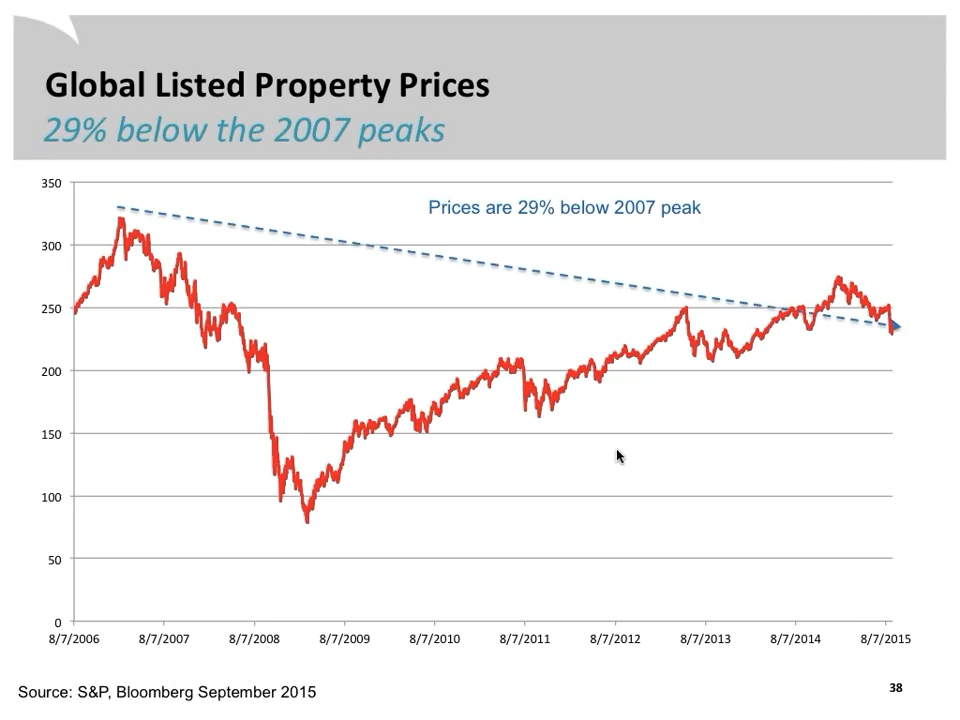 Global Listed Property Prices
29% below the 2007 peaks
350
Prices are 29% below 2007 peak
300
250
200
150
100
50
0
8/7/2006 8/7/2007 8/7/2008 8/7/2009 8/7/2010 8/7/2011 8/7/2012 8/7/2013 8/7/2014 8/7/2015
Source: S&P, Bloomberg September 2015
38